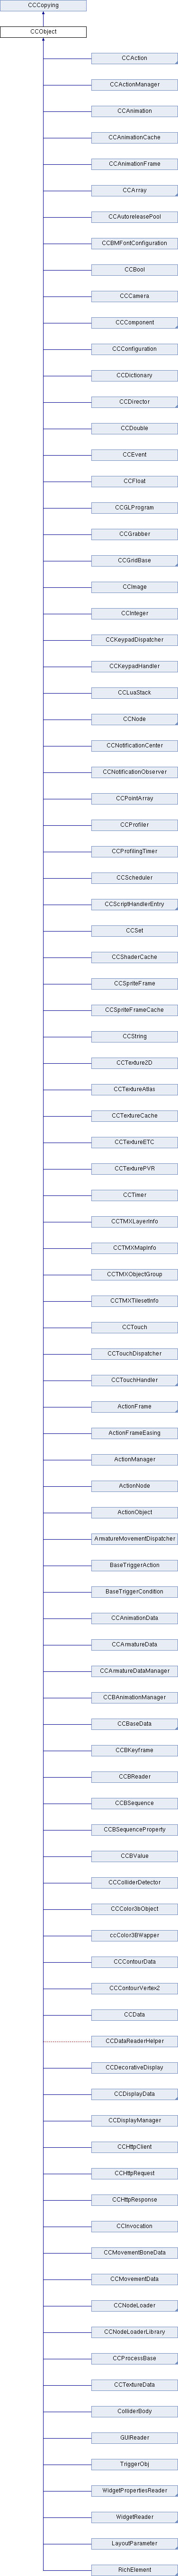 CCCopying
CCObject
CCAction
CCActionManager
CCAnimation
CCAnimationCache
CCAnimationFrame
CCArray
CCAutoreleasePool
CCBMFontConfiguration
CCBool
CCCamera
CCComponent
CCConfiguration
CCDictionary
CCDirector
CCDouble
CCEvent
CCFloat
CCGLProgram
CCGrabber
CCGridBase
CCImage
CCInteger
CCKeypadDispatcher
CCKeypadHandler
CCLuaStack
CCNode
CCNotificationCenter
CCNotificationObserver
CCPointArray
CCProfiler
CCProfilingTimer
CCScheduler
CCScriptHandlerEntry
CCSet
CCShaderCache
CCSpriteFrame
CCSpriteFrameCache
CCString
CCTexture2D
CCTextureAtlas
CCTextureCache
CCTextureETC
CCTexturePVR
CCTimer
CCTMXLayerInfo
CCTMXMapInfo
CCTMXObjectGroup
CCTMXTilesetInfo
CCTouch
CCTouchDispatcher
CCTouchHandler
ActionFrame
ActionFrameEasing
ActionManager
ActionNode
ActionObject
ArmatureMovementDispatcher
BaseTriggerAction
BaseTriggerCondition
CCAnimationData
CCArmatureData
CCArmatureDataManager
CCBAnimationManager
CCBaseData
CCBKeyframe
CCBReader
CCBSequence
CCBSequenceProperty
CCBValue
CCColliderDetector
CCColor3bObject
ccColor3BWapper
CCContourData
CCContourVertex2
CCData
CCDataReaderHelper
CCDecorativeDisplay
CCDisplayData
CCDisplayManager
CCHttpClient
CCHttpRequest
CCHttpResponse
CCInvocation
CCMovementBoneData
CCMovementData
CCNodeLoader
CCNodeLoaderLibrary
CCProcessBase
CCTextureData
ColliderBody
GUIReader
TriggerObj
WidgetPropertiesReader
WidgetReader
LayoutParameter
RichElement